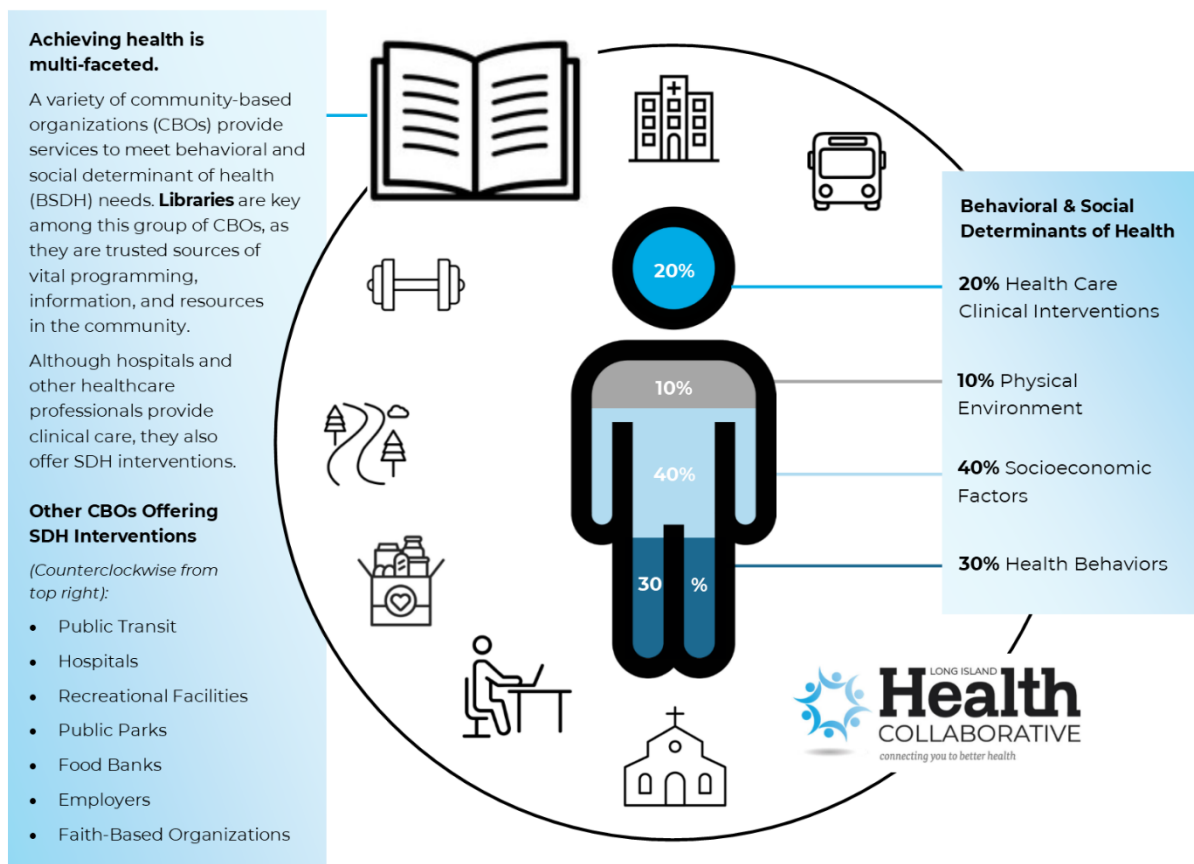 Achieving health is
multi-faceted.
A variety of community-based
organizations (CBOs) provide
services to meet behavioral and
social determinant of health
(BSDH) needs. Libraries are key
among this group of CBOs, as
they are trusted sources of
vital programming,
information, and resources
in the community.
Although hospitals and
other healthcare
professionals provide
clinical care, they also
offer SDH interventions.
Other CBOs Offering
SDH Interventions
(Counterclockwise from
top right):
• Public Transit
• Hospitals
• Recreational Facilities
• Public Parks
• Food Banks
• Employers
• Faith-Based Organizations
20%
10%
40%
30 %
Behavioral & Social
Determinants of Health
20% Health Care
Clinical Interventions
10% Physical
Environment
40% Socioeconomic
Factors
30% Health Behaviors
LONG ISLAND
Health
COLLABORATIVE
connecting you to better health